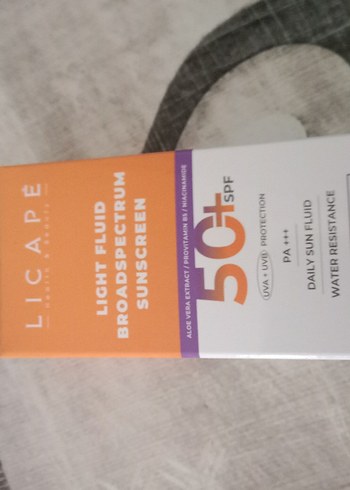 LICAPÉ
Health & Beauty
LIGHT FLUID
BROADSPECTRUM
SUNSCREEN
ALOE VERA EXTRACT / PROVITAMIN B5 / NIACINAMIDE
50+ SPF
UVA + UVB PROTECTION
PA +++
DAILY SUN FLUID
WATER RESISTANCE